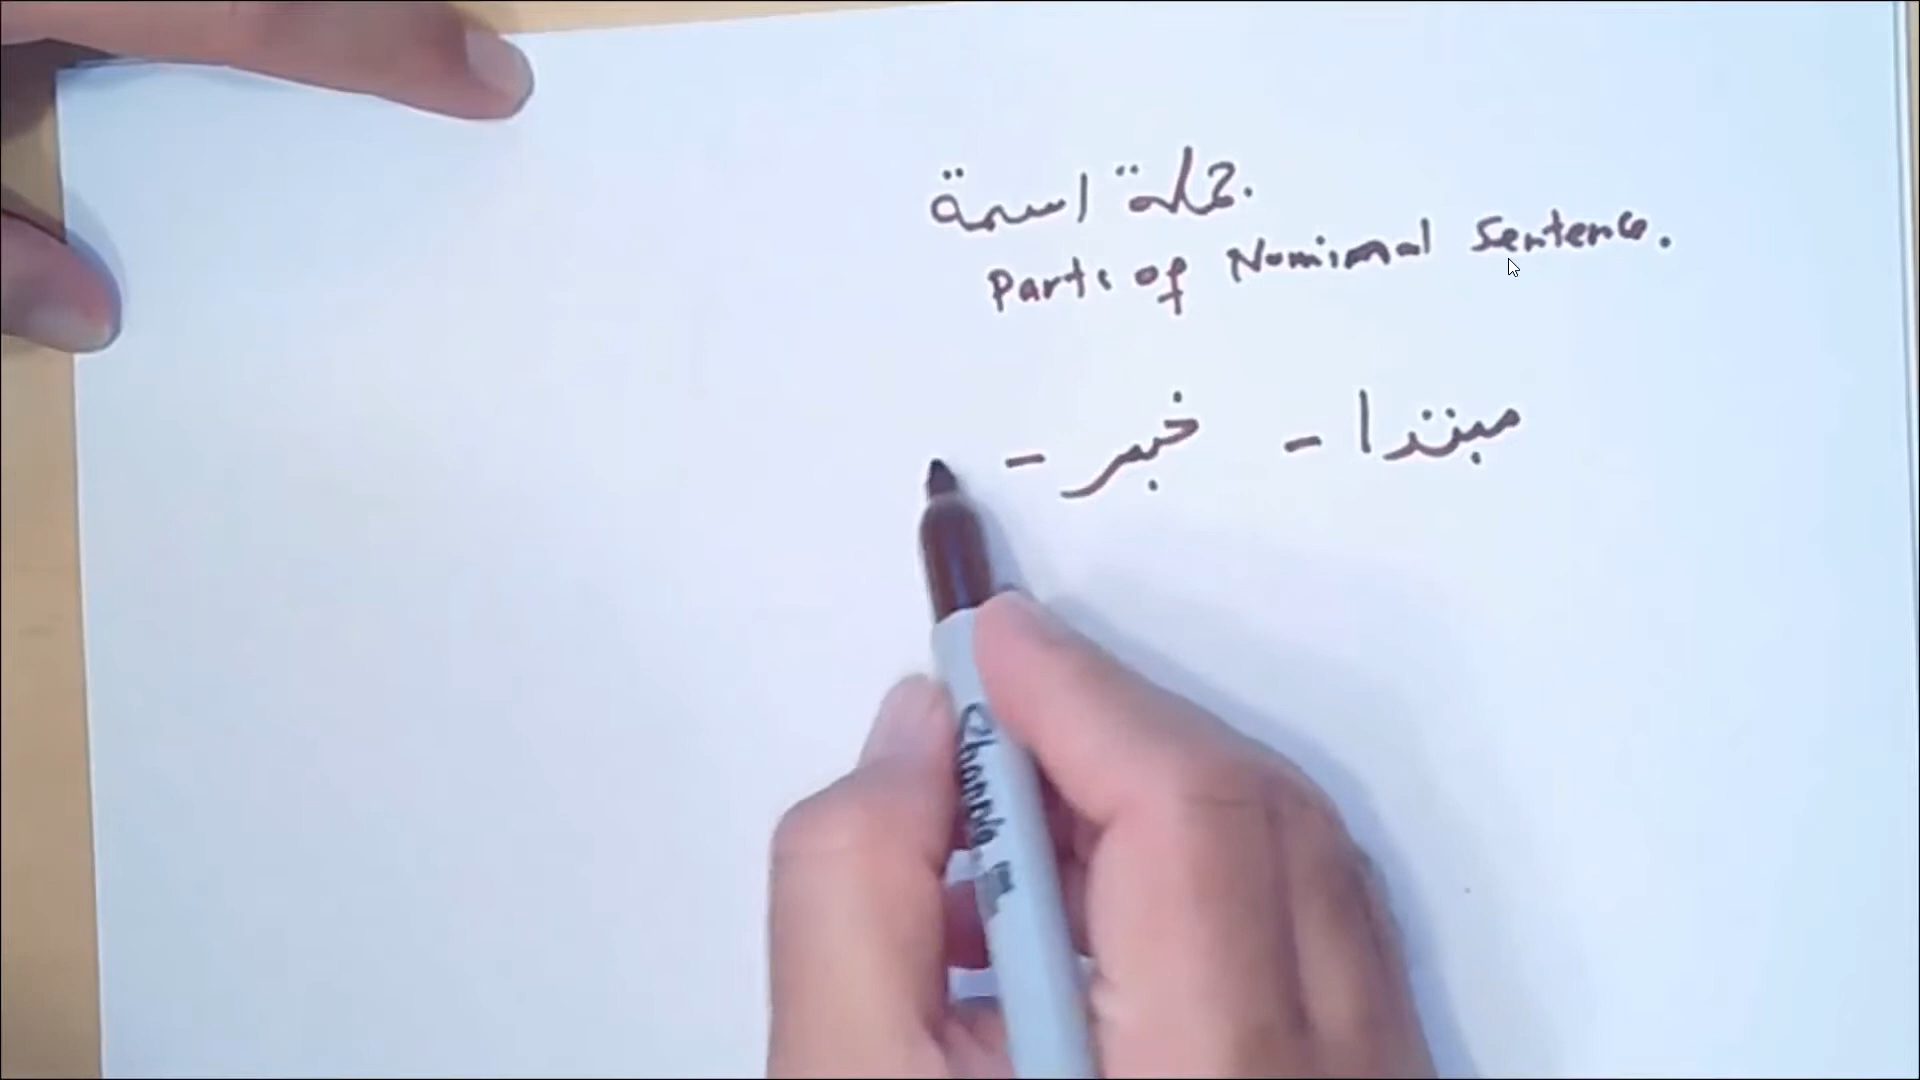 جملة اسمية
Parts of Nominal Sentence.
مبتدا - خبر -